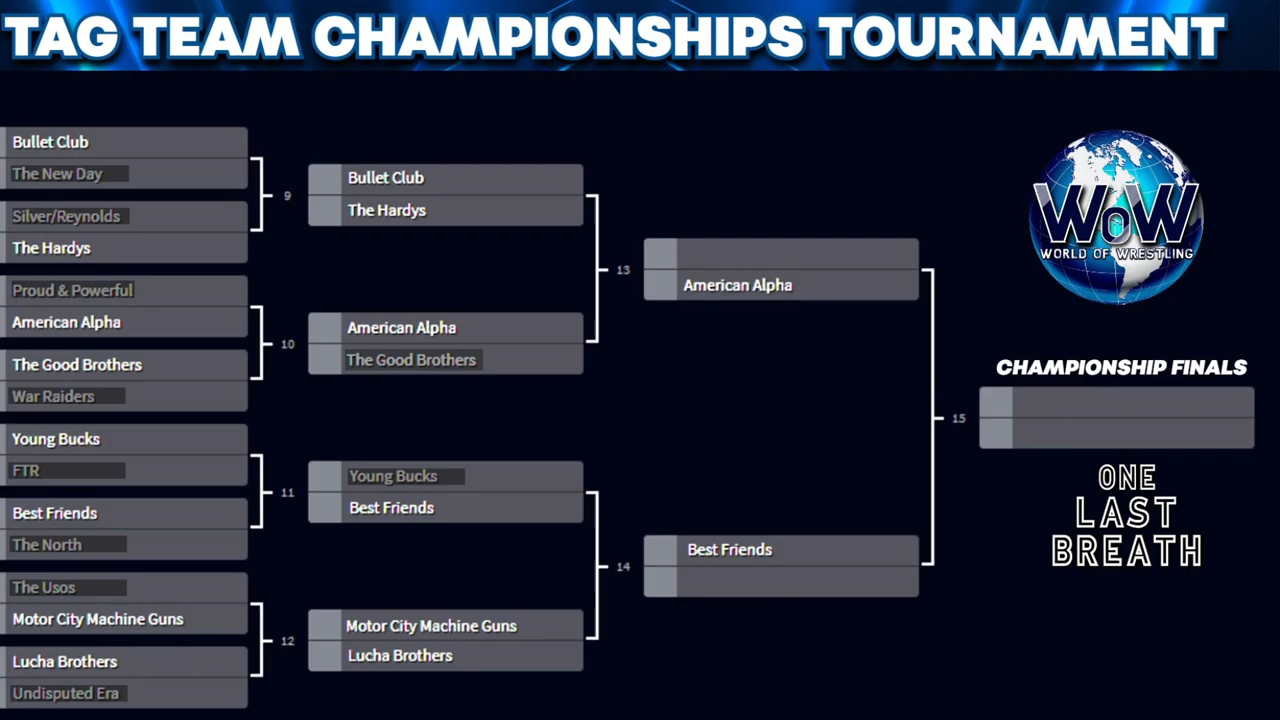 TAG TEAM CHAMPIONSHIPS TOURNAMENT
Bullet Club
The New Day
Silver/Reynolds
The Hardys
Proud & Powerful
American Alpha
The Good Brothers
War Raiders
Young Bucks
FTR
Best Friends
The North
The Usos
Motor City Machine Guns
Lucha Brothers
Undisputed Era
9
10
11
12
Bullet Club
The Hardys
American Alpha
The Good Brothers
Young Bucks
Best Friends
Motor City Machine Guns
Lucha Brothers
13
14
American Alpha
Best Friends
15
WOW
WORLD OF WRESTLING
CHAMPIONSHIP FINALS
ONE
LAST
BREATH